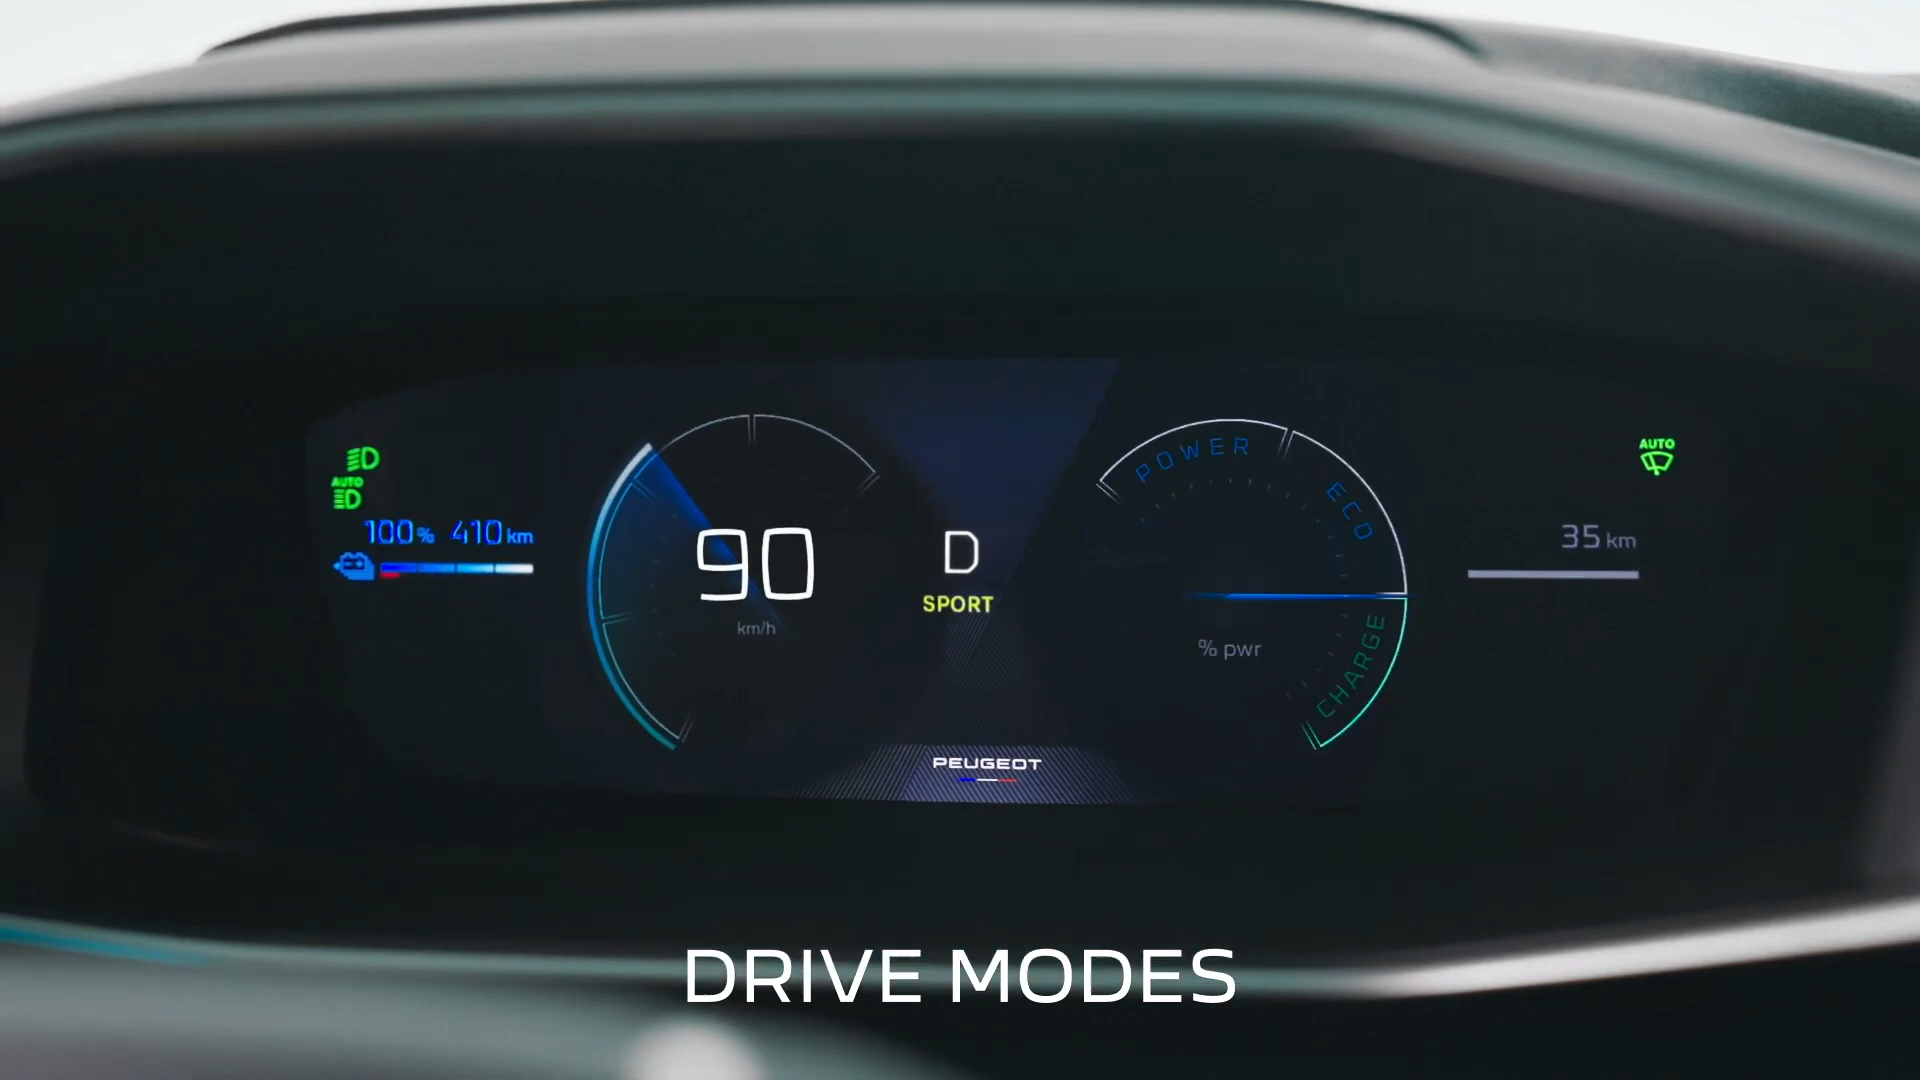 AUTO
100% 410 km
90
km/h
D
SPORT
POWER
ECO
CHARGE
% pwr
AUTO
35 km
PEUGEOT
DRIVE MODES